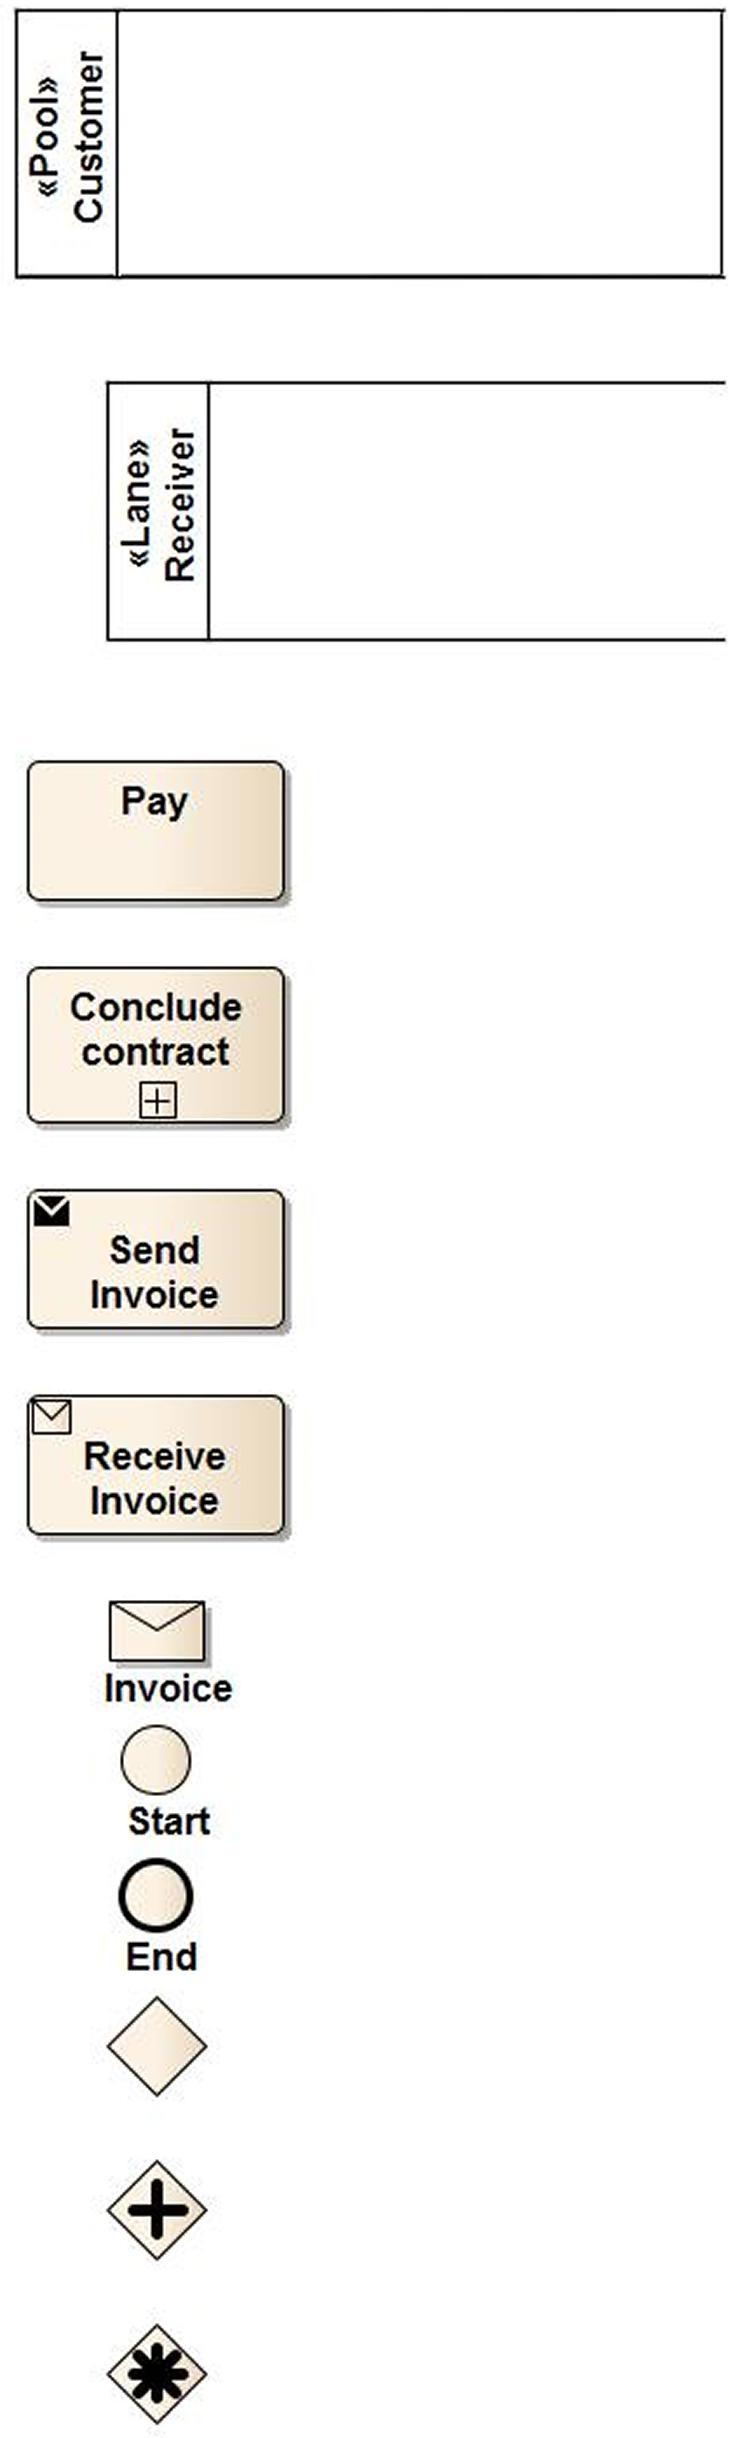 «Pool»
Customer
«Lane»
Receiver
Pay
Conclude
contract
Send
Invoice
Receive
Invoice
Invoice
Start
End